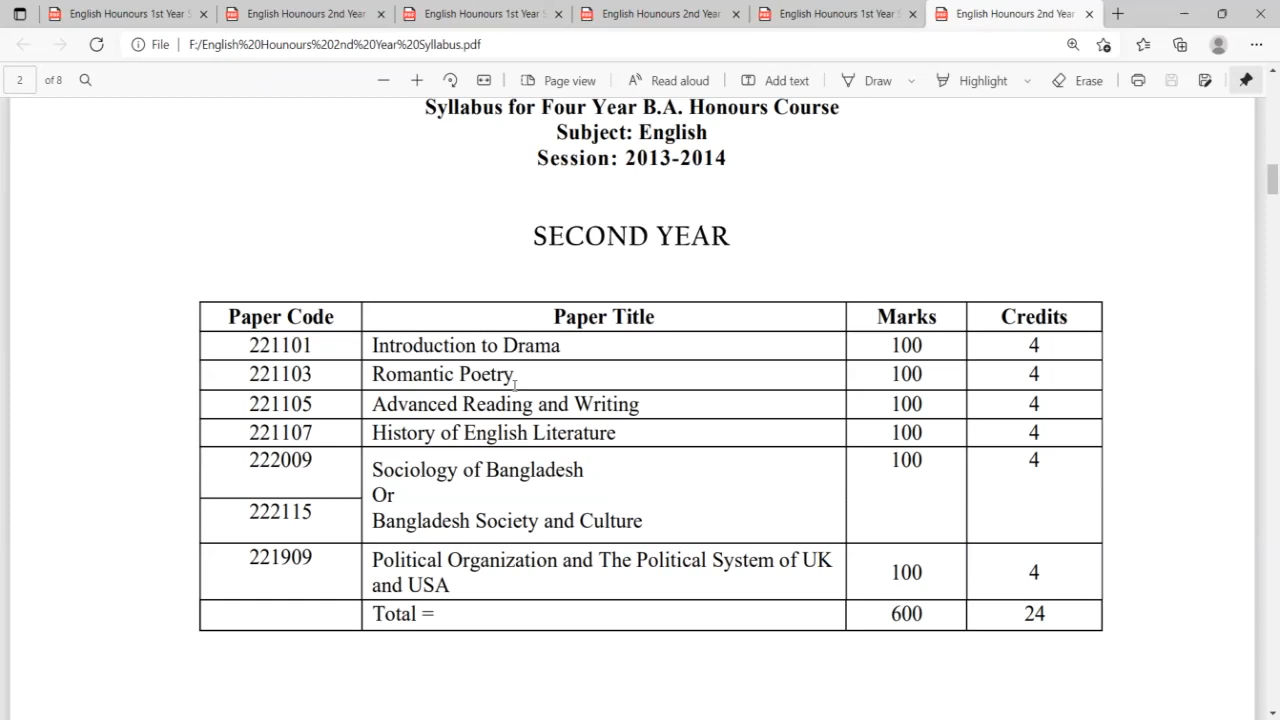 English Hounours 1st Year S
English Hounours 2nd Year
English Hounours 1st Year S
English Hounours 2nd Year
English Hounours 1st Year S
English Hounours 2nd Year
File
F:/English%20Hounours%202nd%20Year%20Syllabus.pdf
2 of 8
Page view
Read aloud
Add text
Draw
Highlight
Erase
Syllabus for Four Year B.A. Honours Course
Subject: English
Session: 2013-2014
SECOND YEAR
Paper Code Paper Title Marks Credits
221101 Introduction to Drama 100 4
221103 Romantic Poetry 100 4
221105 Advanced Reading and Writing 100 4
221107 History of English Literature 100 4
222009 Sociology of Bangladesh 100 4
Or
222115 Bangladesh Society and Culture
221909 Political Organization and The Political System of UK
and USA 100 4
Total = 600 24